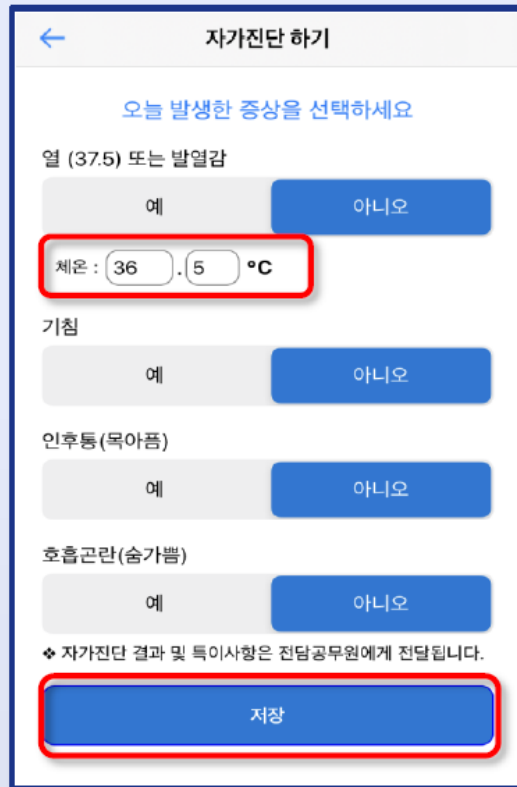 자가진단 하기
오늘 발생한 증상을 선택하세요
열 (37.5) 또는 발열감
예 아니오
체온 : 36 . 5 °C
기침
예 아니오
인후통(목아픔)
예 아니오
호흡곤란(숨가쁨)
예 아니오
❖ 자가진단 결과 및 특이사항은 전담공무원에게 전달됩니다.
저장